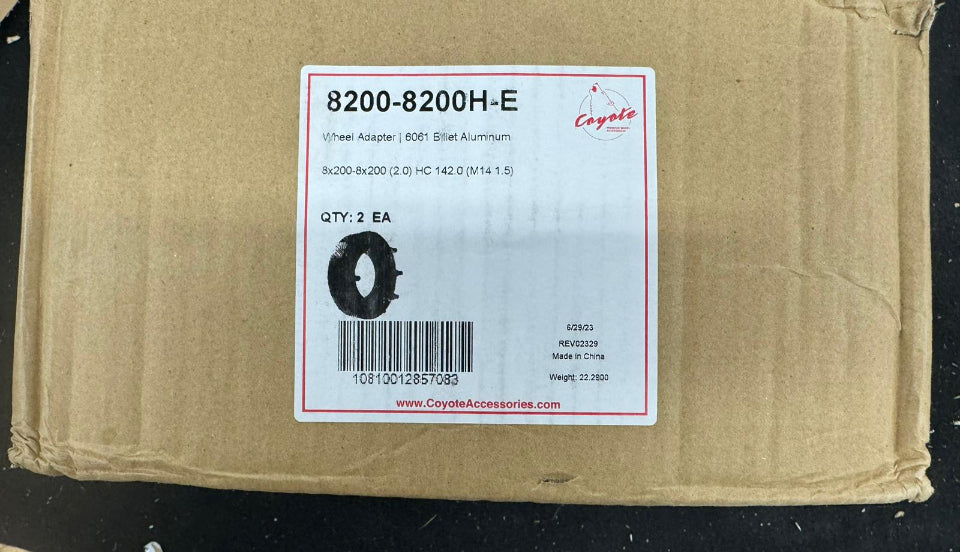 8200-8200H-E
Coyote
Wheel Adapter | 6061 Billet Aluminum
8x200-8x200 (2.0) HC 142.0 (M14 1.5)
QTY: 2 EA
6/29/23
REV02329
Made in China
10810012857083
Weight: 22.2800
www.CoyoteAccessories.com